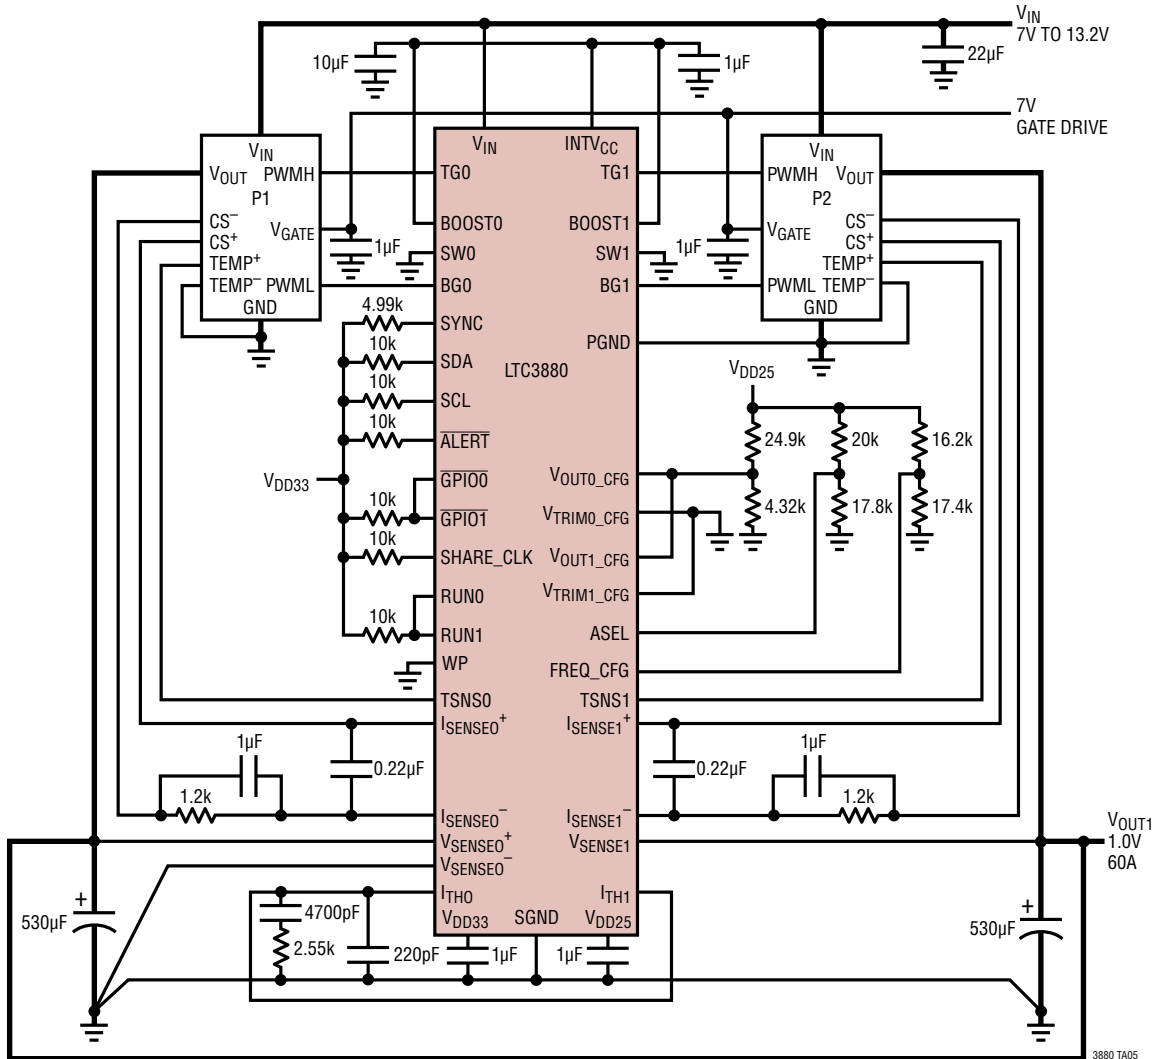 VIN
7V TO 13.2V
10µF
1µF
22µF
7V
GATE DRIVE
VIN
VOUT
PWMH
P1
CS–
CS+
VGATE
TEMP+
TEMP–
PWML
GND
1µF
VIN
INTVCC
TG0
TG1
BOOST0
BOOST1
SW0
SW1
BG0
BG1
SYNC
PGND
SDA
LTC3880
SCL
ALERT
GPIO0
VOUT0_CFG
GPIO1
VTRIM0_CFG
SHARE_CLK
VOUT1_CFG
RUN0
VTRIM1_CFG
RUN1
ASEL
WP
FREQ_CFG
TSNS0
TSNS1
ISENSE0+
ISENSE1+
ISENSE0–
ISENSE1–
VSENSE0+
VSENSE1
VSENSE0–
ITH0
ITH1
VDD33
SGND
VDD25
1µF
VIN
PWMH
VOUT
P2
CS–
VGATE
CS+
TEMP+
PWML
TEMP–
GND
4.99k
10k
10k
10k
VDD33
10k
10k
10k
VDD25
24.9k
20k
16.2k
4.32k
17.8k
17.4k
1µF
0.22µF
1.2k
0.22µF
1µF
1.2k
VOUT1
1.0V
60A
+
530µF
4700pF
2.55k
220pF
1µF
1µF
+
530µF
3880 TA05